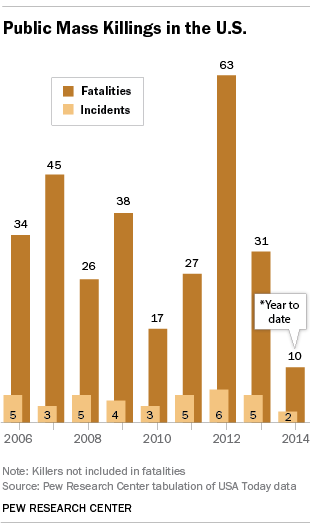 Public Mass Killings in the U.S.
Fatalities
Incidents
63
45
38
34
31
26
27
17
*Year to
date
10
5
3
5
4
3
5
6
5
2
2006
2008
2010
2012
2014
Note: Killers not included in fatalities
Source: Pew Research Center tabulation of USA Today data
PEW RESEARCH CENTER